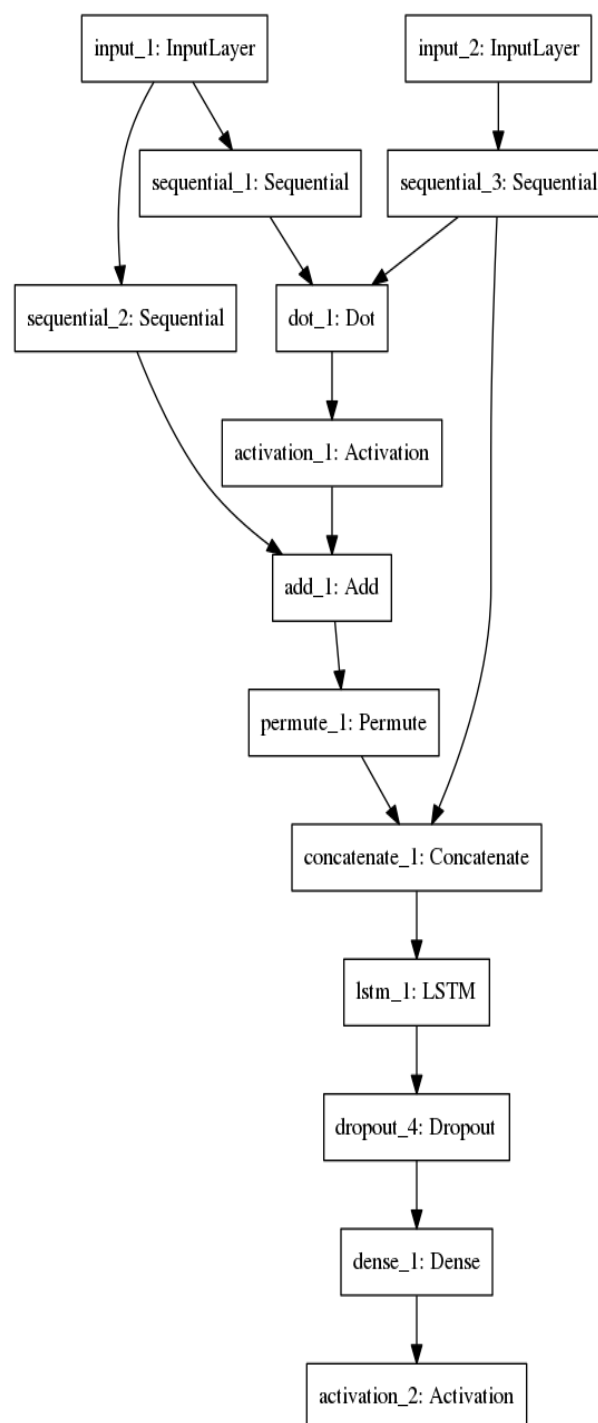 input_1: InputLayer
input_2: InputLayer
sequential_1: Sequential
sequential_3: Sequential
sequential_2: Sequential
dot_1: Dot
activation_1: Activation
add_1: Add
permute_1: Permute
concatenate_1: Concatenate
lstm_1: LSTM
dropout_4: Dropout
dense_1: Dense
activation_2: Activation